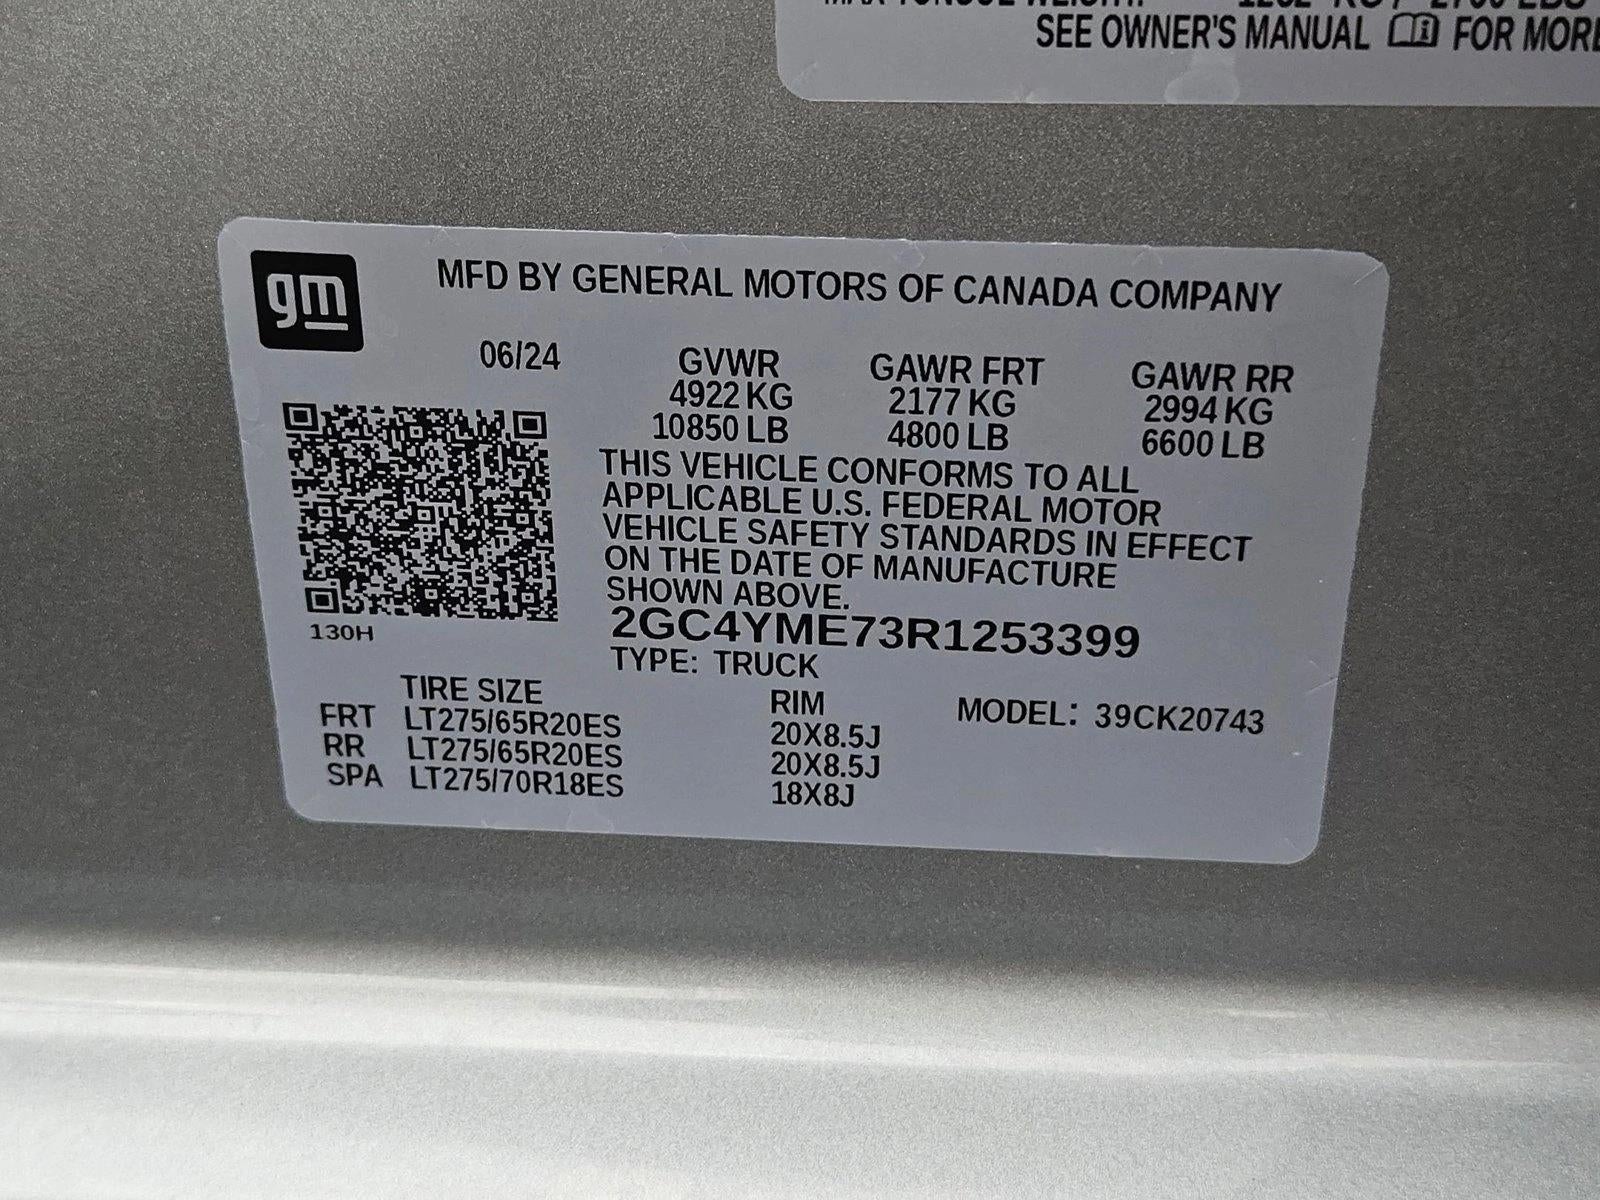 SEE OWNER'S MANUAL FOR MORE
gm
MFD BY GENERAL MOTORS OF CANADA COMPANY
06/24 GVWR GAWR FRT GAWR RR
4922 KG 2177 KG 2994 KG
10850 LB 4800 LB 6600 LB
THIS VEHICLE CONFORMS TO ALL
APPLICABLE U.S. FEDERAL MOTOR
VEHICLE SAFETY STANDARDS IN EFFECT
ON THE DATE OF MANUFACTURE
SHOWN ABOVE.
130H
2GC4YME73R1253399
TYPE: TRUCK
TIRE SIZE RIM MODEL: 39CK20743
FRT LT275/65R20ES 20X8.5J
RR LT275/65R20ES 20X8.5J
SPA LT275/70R18ES 18X8J